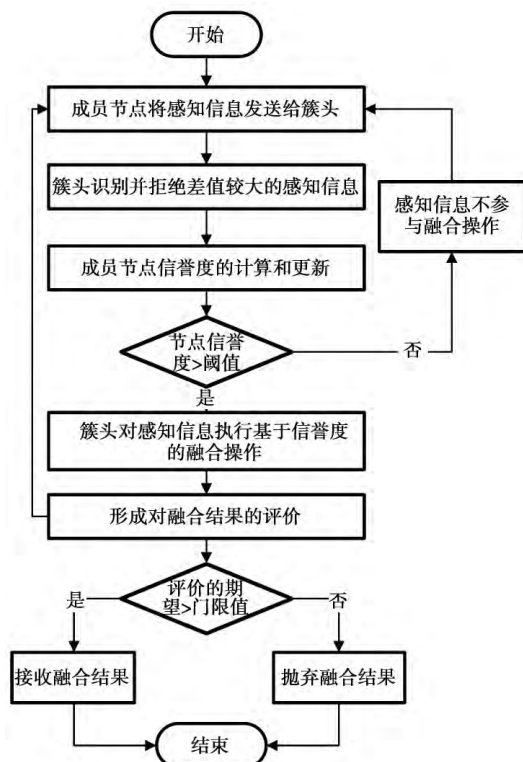 开始
成员节点将感知信息发送给簇头
簇头识别并拒绝差值较大的感知信息
感知信息不参
与融合操作
成员节点信誉度的计算和更新
节点信誉
度>阈值
否
是
簇头对感知信息执行基于信誉度
的融合操作
形成对融合结果的评价
评价的期
望>门限值
是
否
接收融合结果
抛弃融合结果
结束